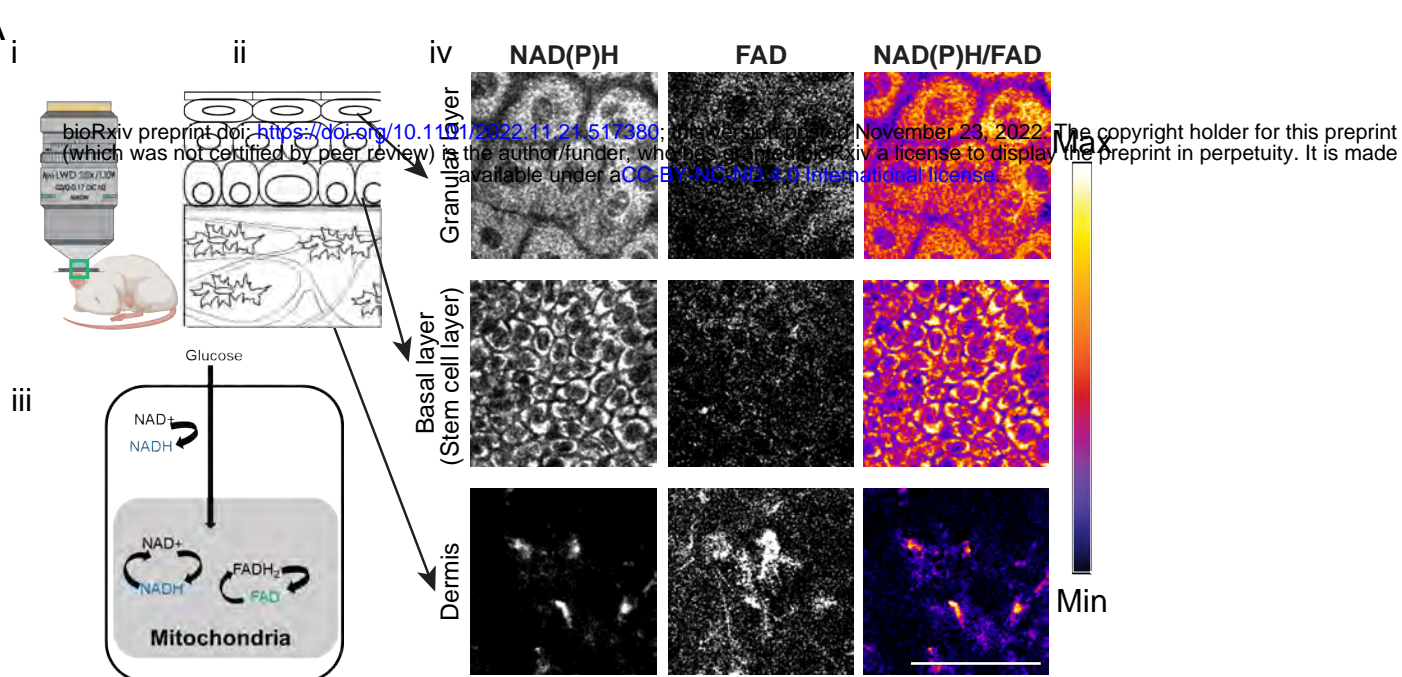 A
i
ii
iv
NAD(P)H
FAD
NAD(P)H/FAD
Granular layer
bioRxiv preprint doi: https://doi.org/10.1101/2022.11.21.517380; this version posted November 23, 2022. The copyright holder for this preprint
(which was not certified by peer review) is the author/funder, who has granted bioRxiv a license to display the preprint in perpetuity. It is made
available under aCC-BY-NC-ND 4.0 International license.
Max
Basal layer
(Stem cell layer)
Glucose
iii
NAD+
NADH
NAD+
NADH
FADH2
FAD
Mitochondria
Dermis
Min